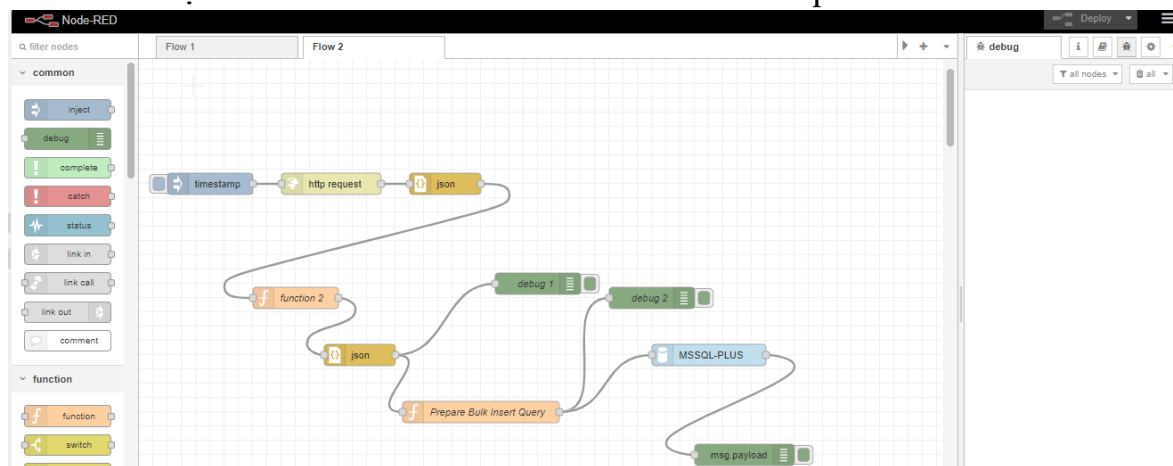 Node-RED
Deploy
filter nodes
Flow 1
Flow 2
debug
i
all nodes
all
common
inject
debug
complete
catch
status
link in
link call
link out
comment
function
function
switch
timestamp
http request
json
function 2
debug 1
debug 2
json
MSSQL-PLUS
Prepare Bulk Insert Query
msg.payload